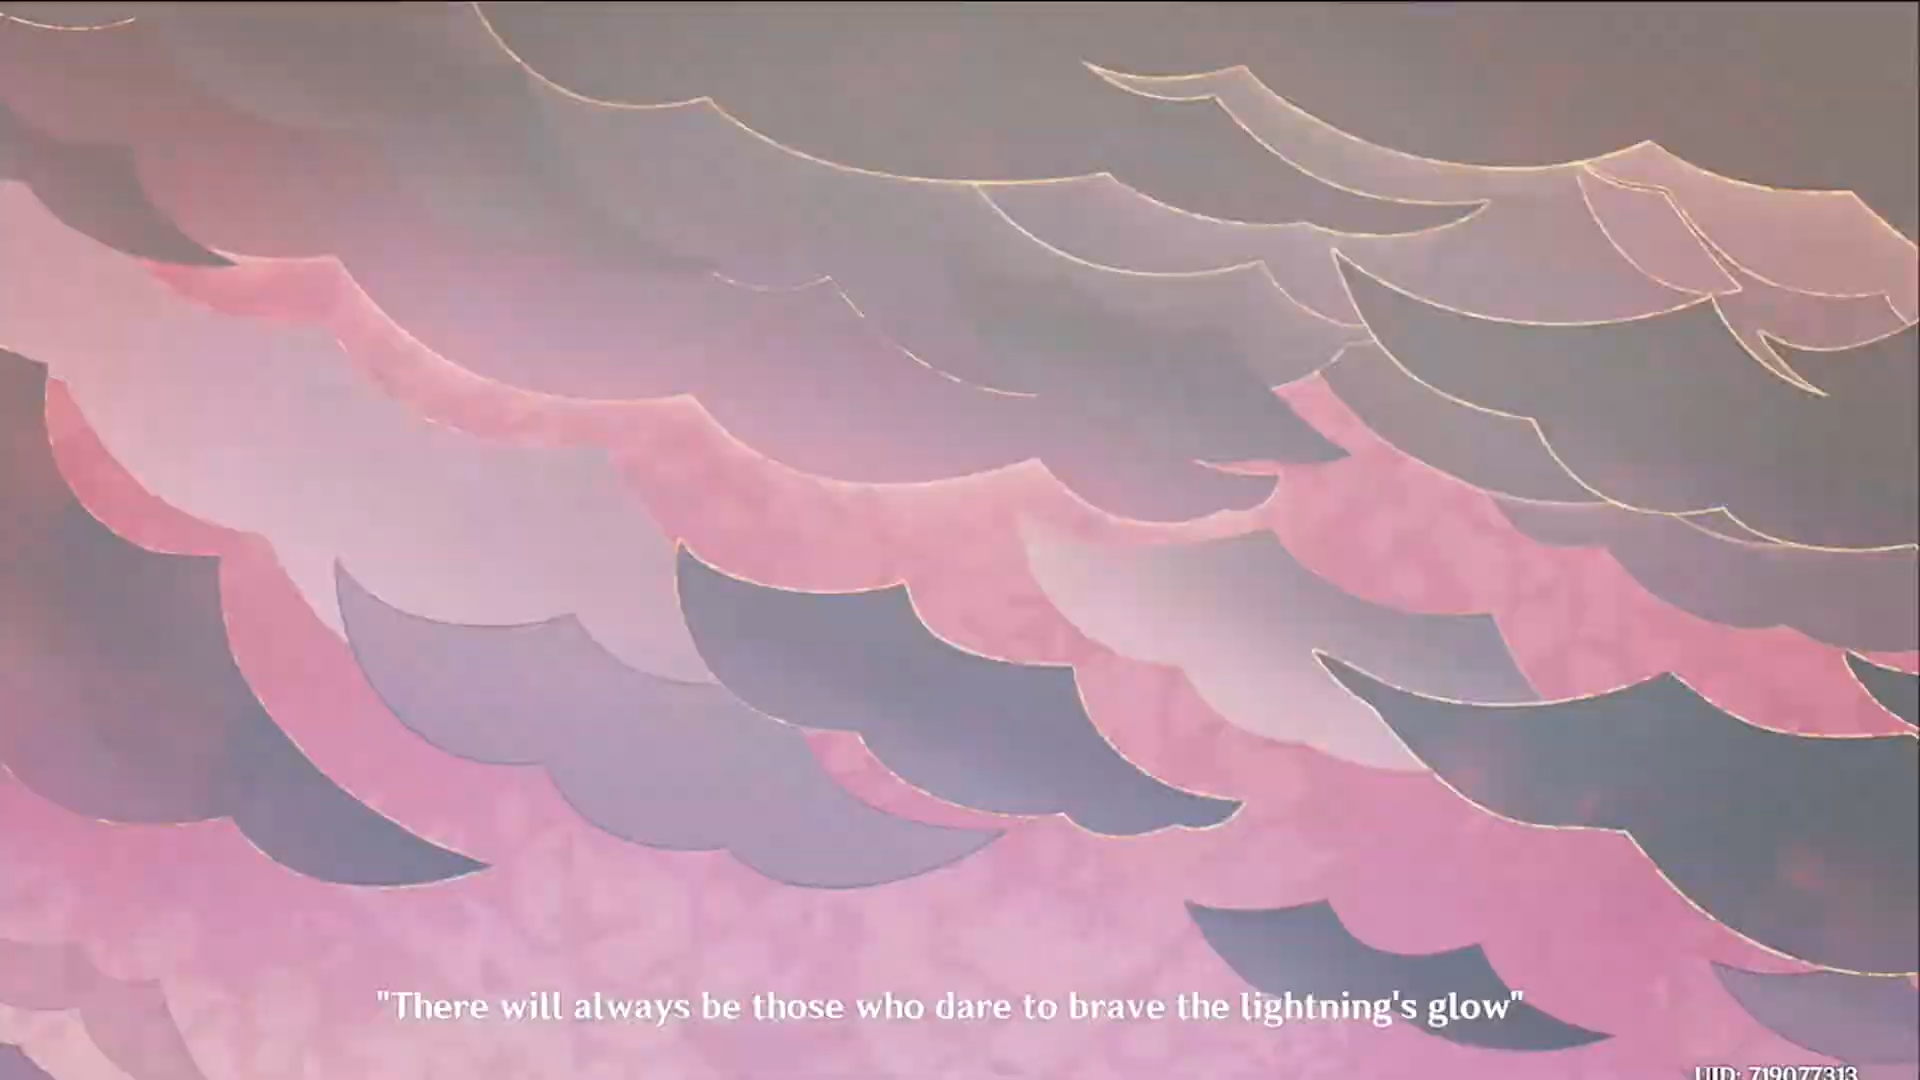 "There will always be those who dare to brave the lightning's glow"
UID: 719077313